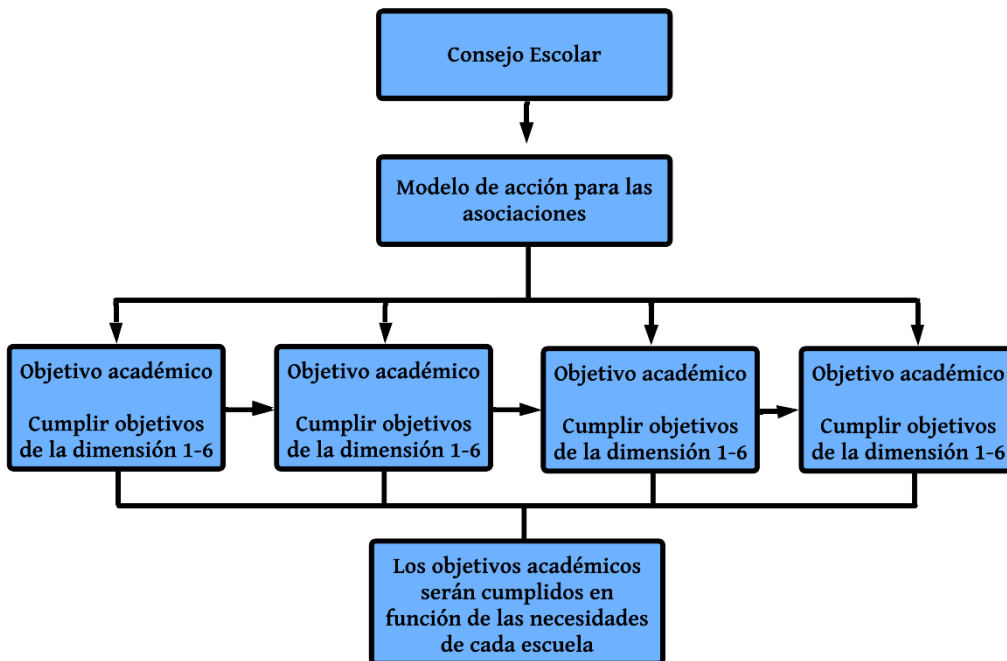 Consejo Escolar
Modelo de acción para las
asociaciones
Objetivo académico
Cumplir objetivos
de la dimensión 1-6
Objetivo académico
Cumplir objetivos
de la dimensión 1-6
Objetivo académico
Cumplir objetivos
de la dimensión 1-6
Objetivo académico
Cumplir objetivos
de la dimensión 1-6
Los objetivos académicos
serán cumplidos en
función de las necesidades
de cada escuela